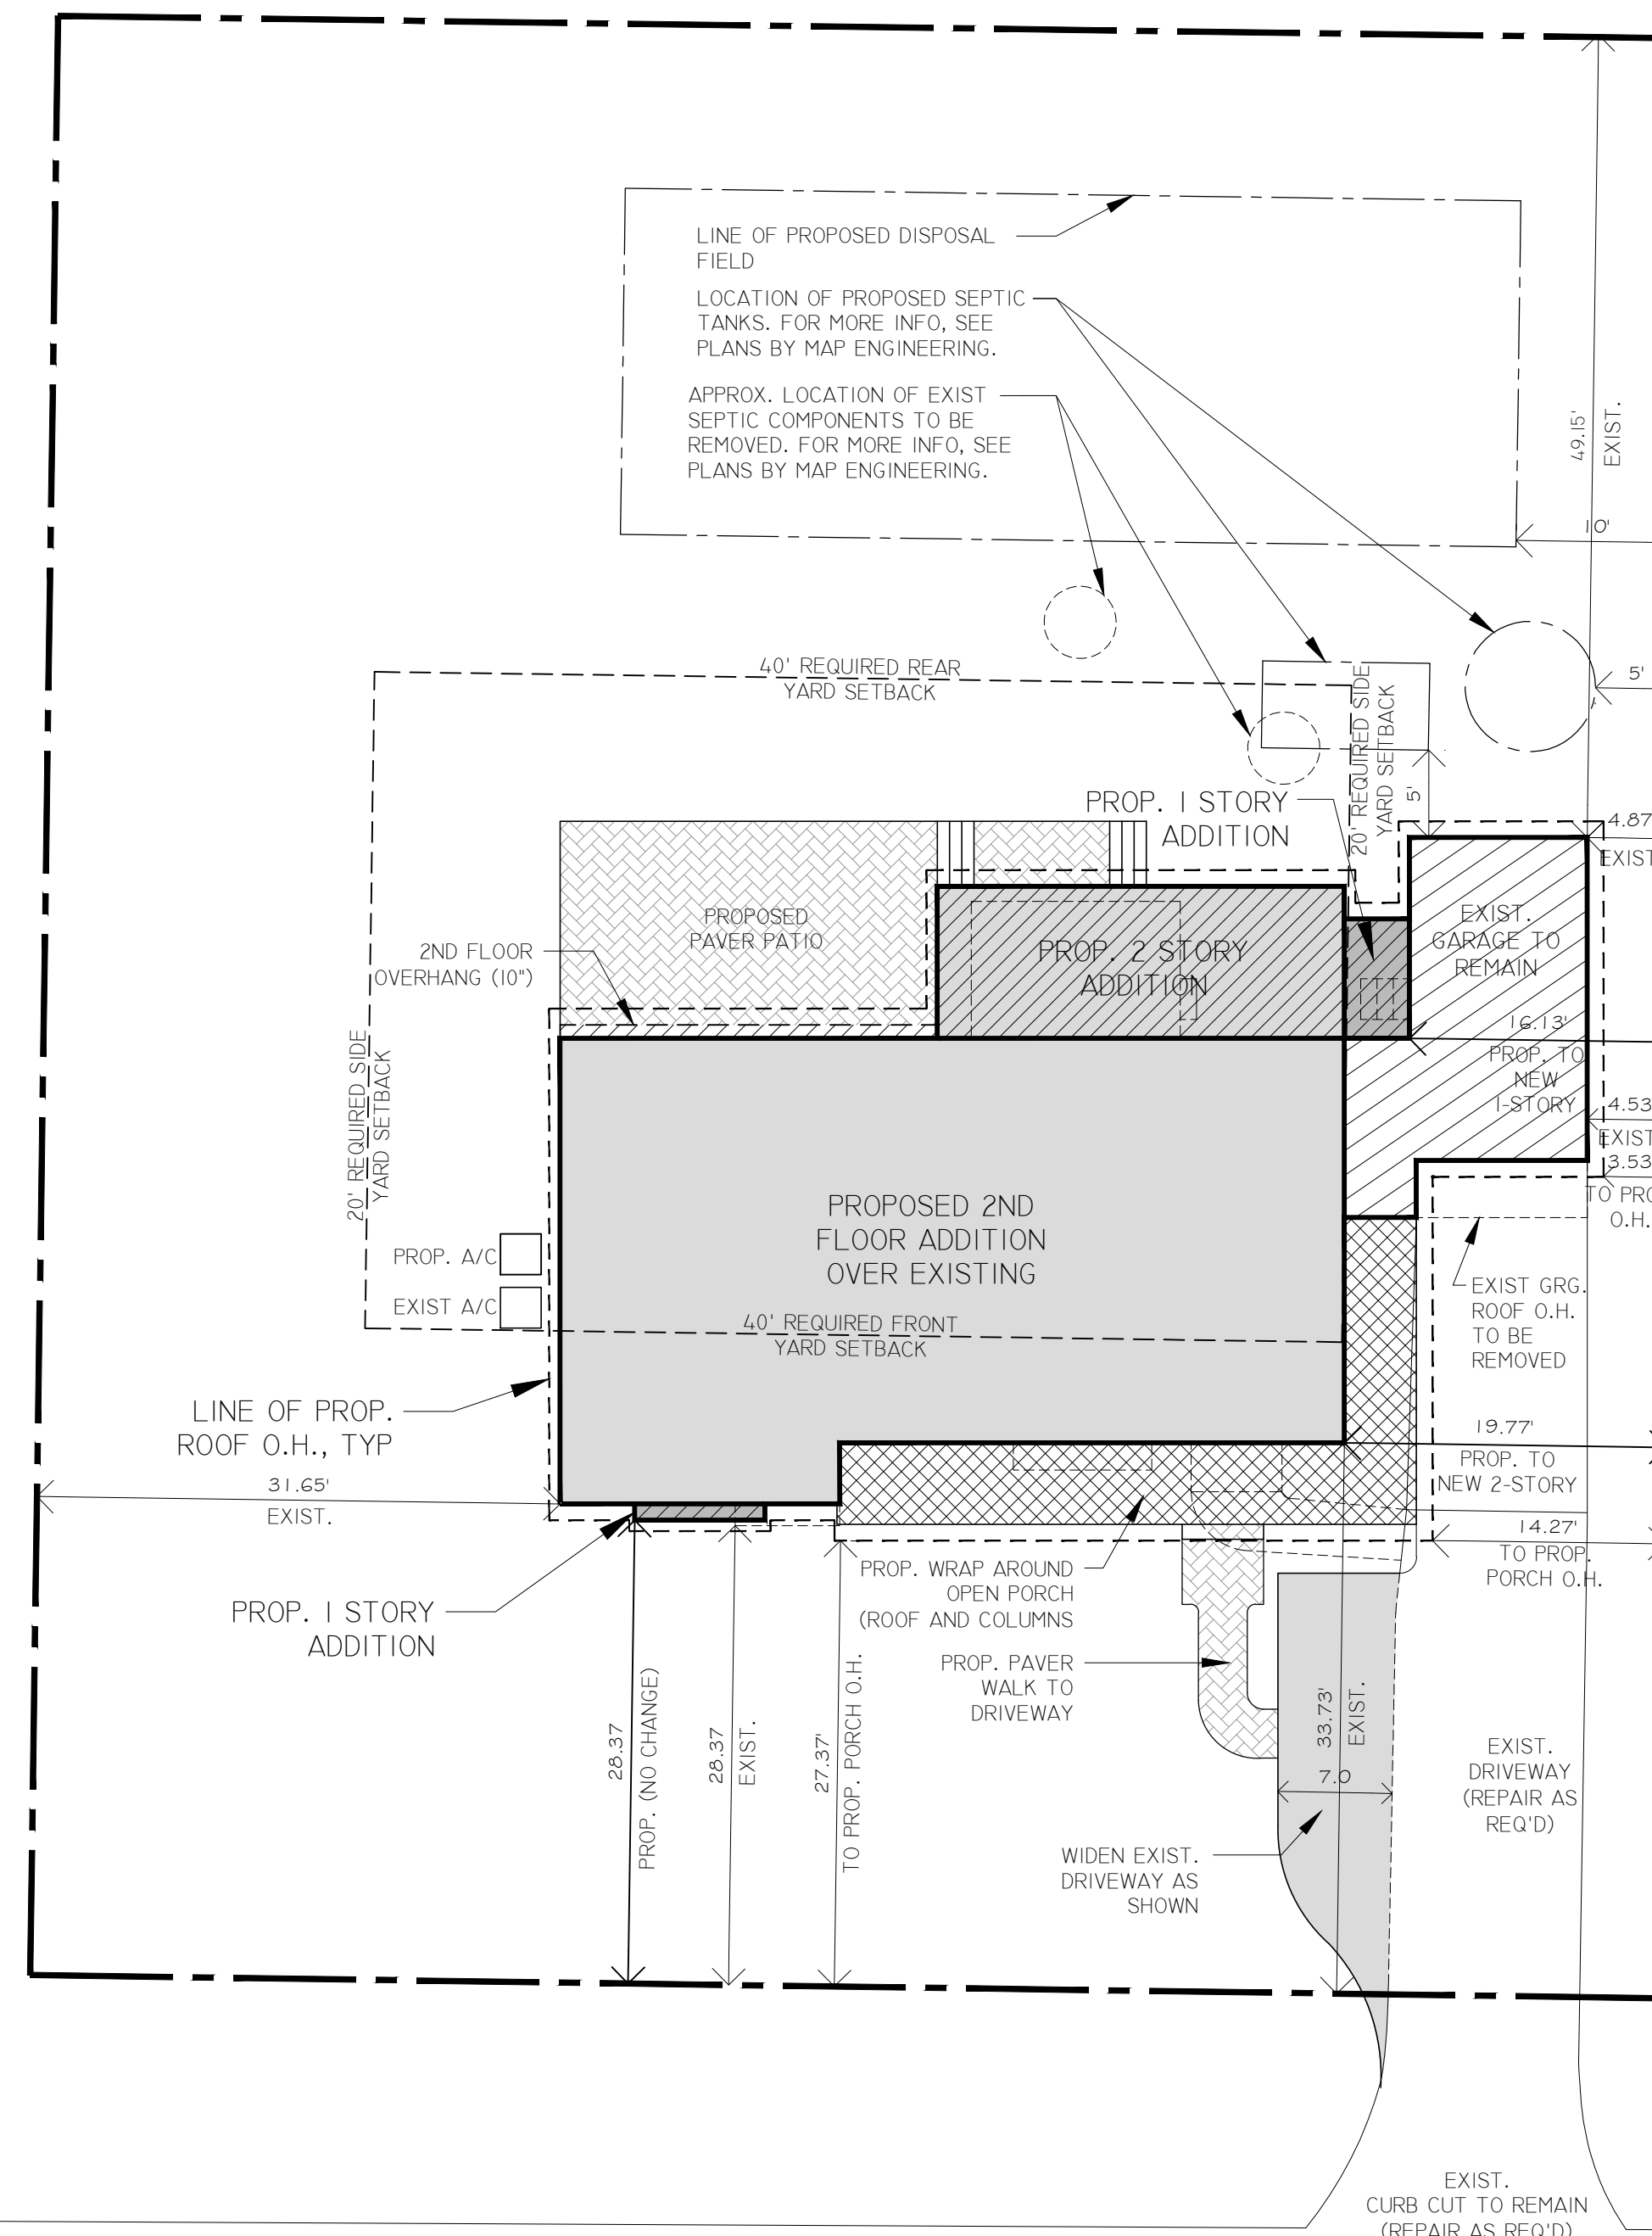 LINE OF PROPOSED DISPOSAL
FIELD
LOCATION OF PROPOSED SEPTIC
TANKS. FOR MORE INFO, SEE
PLANS BY MAP ENGINEERING.
APPROX. LOCATION OF EXIST
SEPTIC COMPONENTS TO BE
REMOVED. FOR MORE INFO, SEE
PLANS BY MAP ENGINEERING.
49.15'
EXIST.
10'
40' REQUIRED REAR
YARD SETBACK
20' REQUIRED SIDE
YARD SETBACK
5'
5'
PROP. 1 STORY
ADDITION
4.87
EXIST
PROPOSED
PAVER PATIO
2ND FLOOR
OVERHANG (10")
PROP. 2 STORY
ADDITION
EXIST.
GARAGE TO
REMAIN
16.13'
PROP. TO
NEW
1-STORY
4.53
EXIST
3.53
TO PRO
O.H.
20' REQUIRED SIDE
YARD SETBACK
PROPOSED 2ND
FLOOR ADDITION
OVER EXISTING
PROP. A/C
EXIST A/C
40' REQUIRED FRONT
YARD SETBACK
EXIST GRG.
ROOF O.H.
TO BE
REMOVED
LINE OF PROP.
ROOF O.H., TYP
31.65'
EXIST.
19.77'
PROP. TO
NEW 2-STORY
14.27'
TO PROP.
PORCH O.H.
PROP. WRAP AROUND
OPEN PORCH
(ROOF AND COLUMNS
PROP. 1 STORY
ADDITION
PROP. PAVER
WALK TO
DRIVEWAY
28.37
PROP. (NO CHANGE)
28.37
EXIST.
27.37'
TO PROP. PORCH O.H.
33.73'
EXIST.
7.0
EXIST.
DRIVEWAY
(REPAIR AS
REQ'D)
WIDEN EXIST.
DRIVEWAY AS
SHOWN
EXIST.
CURB CUT TO REMAIN
(REPAIR AS REQ'D)